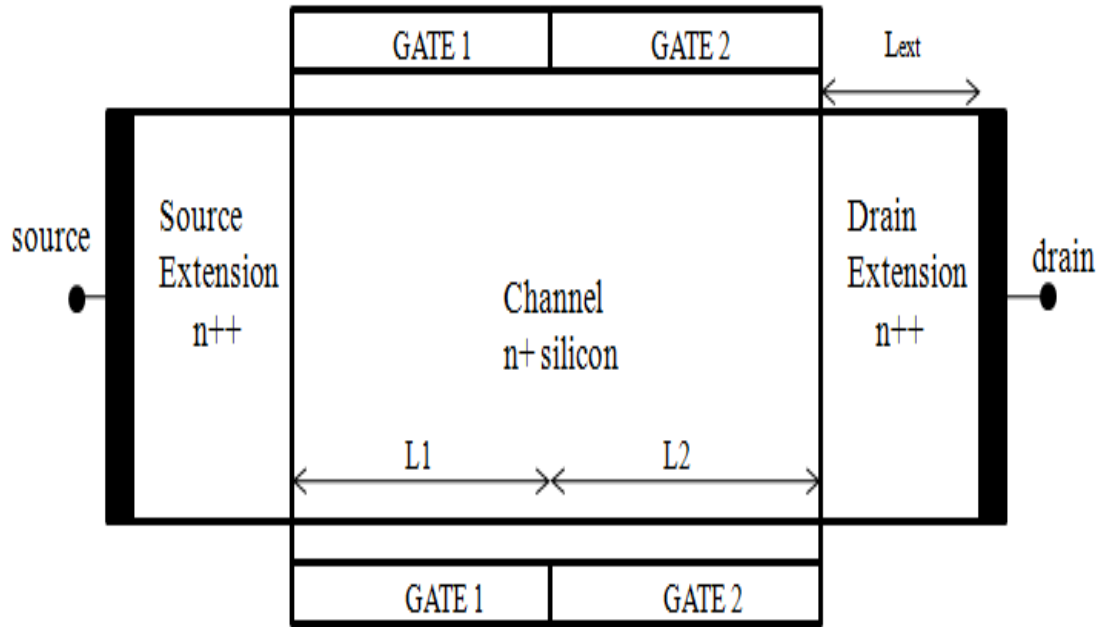 GATE 1
GATE 2
Lext
source
Source
Extension
n++
Channel
n+ silicon
Drain
Extension
n++
drain
L1
L2
GATE 1
GATE 2